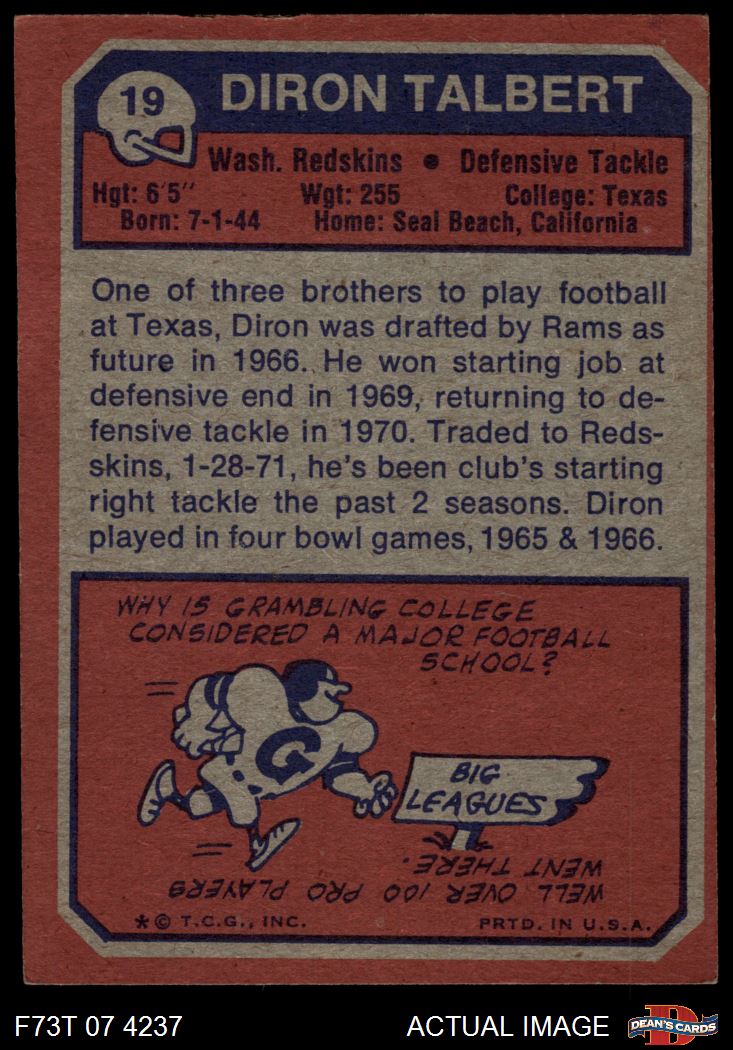 19
DIRON TALBERT
Wash. Redskins • Defensive Tackle
Hgt: 6'5" Wgt: 255 College: Texas
Born: 7-1-44 Home: Seal Beach, California
One of three brothers to play football
at Texas, Diron was drafted by Rams as
future in 1966. He won starting job at
defensive end in 1969, returning to de-
fensive tackle in 1970. Traded to Reds-
skins, 1-28-71, he's been club's starting
right tackle the past 2 seasons. Diron
played in four bowl games, 1965 & 1966.
WHY IS GRAMBLING COLLEGE
CONSIDERED A MAJOR FOOTBALL
SCHOOL?
G
BIG
LEAGUES
WELL OVER 100 PRO PLAYERS
WENT THERE.
* © T.C.G., INC. PRTD. IN U.S.A.
F73T 07 4237 ACTUAL IMAGE
D
DEAN'S CARDS